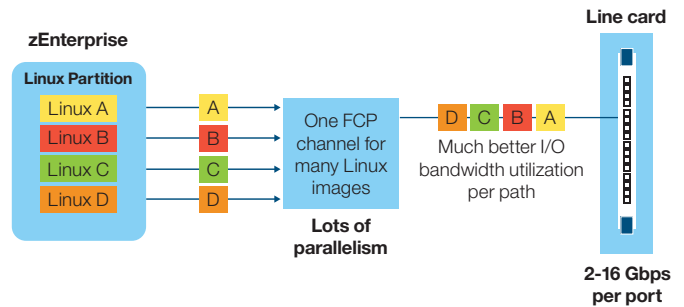 zEnterprise
Linux Partition
Linux A
Linux B
Linux C
Linux D
A
B
C
D
One FCP
channel for
many Linux
images
Lots of
parallelism
D C B A
Much better I/O
bandwidth utilization
per path
Line card
2-16 Gbps
per port